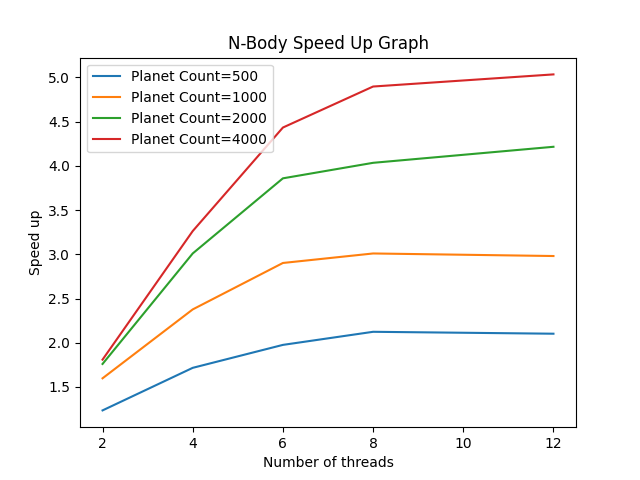 N-Body Speed Up Graph
Planet Count=500
Planet Count=1000
Planet Count=2000
Planet Count=4000
5.0
4.5
4.0
3.5
3.0
2.5
2.0
1.5
Speed up
2 4 6 8 10 12
Number of threads